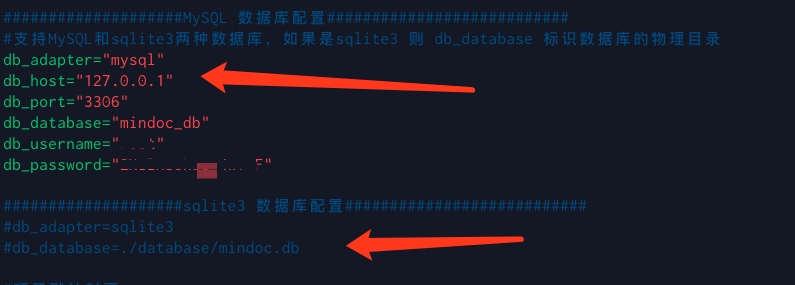 ####################MySQL 数据库配置###########################
#支持MySQL和sqlite3两种数据库，如果是sqlite3 则 db_database 标识数据库的物理目录
db_adapter="mysql"
db_host="127.0.0.1"
db_port="3306"
db_database="mindoc_db"
db_username="
db_password="
####################sqlite3 数据库配置###########################
#db_adapter=sqlite3
#db_database=./database/mindoc.db